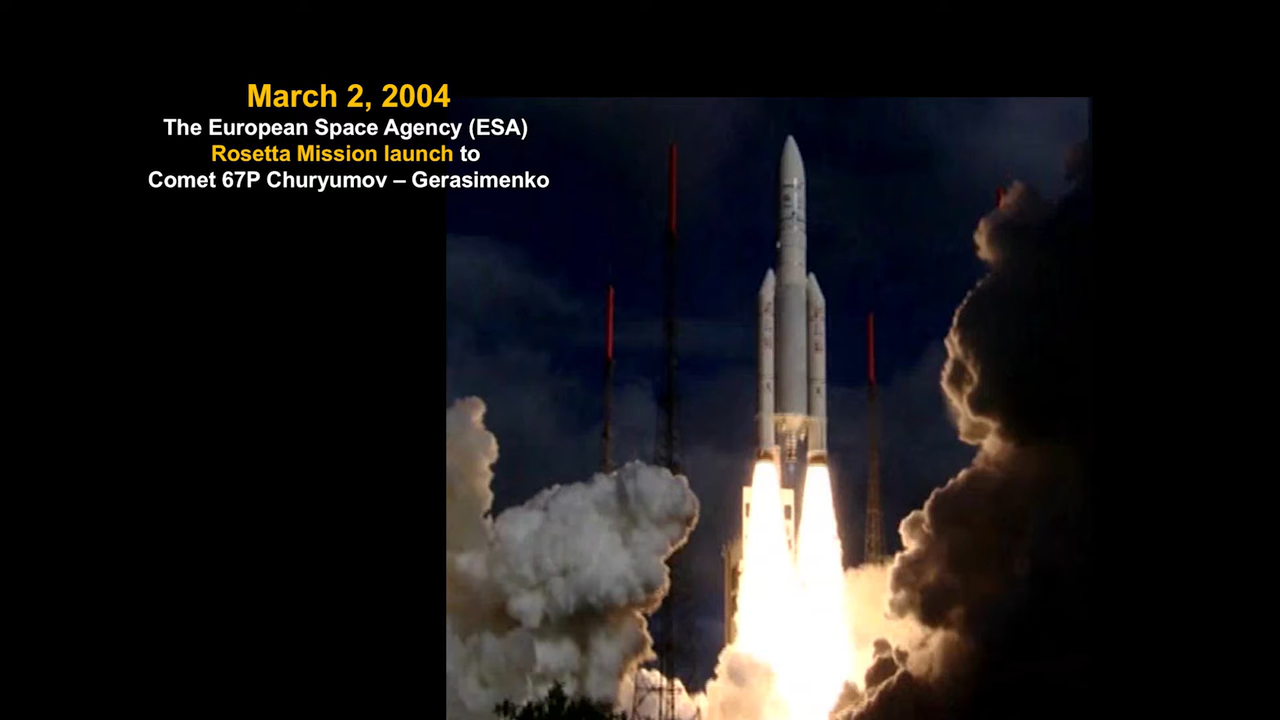 March 2, 2004
The European Space Agency (ESA)
Rosetta Mission launch to
Comet 67P Churyumov – Gerasimenko